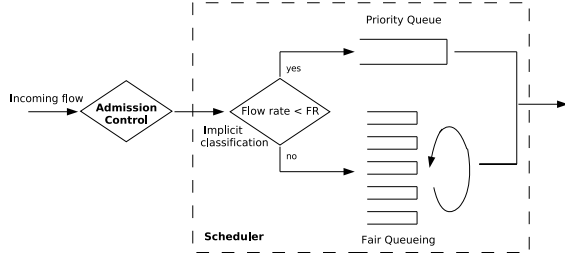 Priority Queue
yes
Incoming flow
Admission
Control
Flow rate < FR
Implicit
classification
no
Scheduler
Fair Queueing